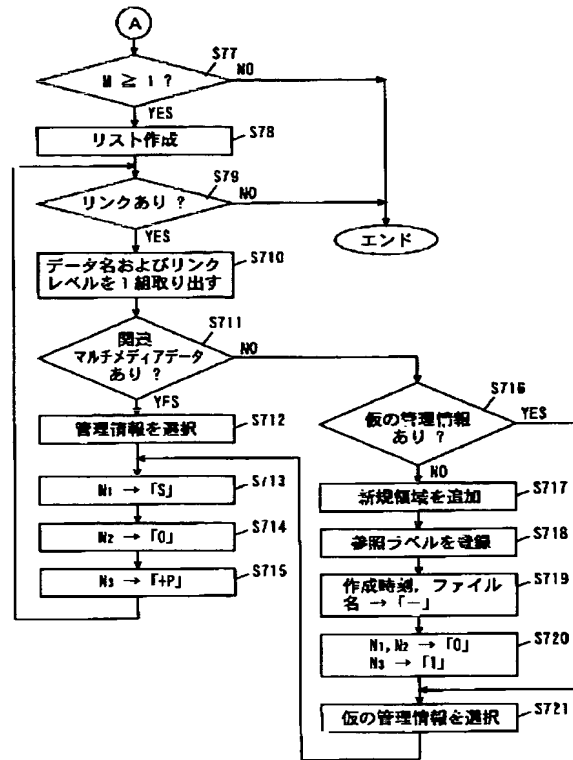 A
S77
M ≧ 1 ?
NO
YES
リスト作成
S78
S79
リンクあり ?
NO
YES
エンド
データ名およびリンク
レベルを1組取り出す
S710
S711
関連
マルチメディアデータ
あり ?
NO
YES
S716
仮の管理情報
あり ?
YES
NO
管理情報を選択
S712
N1 → 「S」
S713
N2 → 「0」
S714
N3 → 「+P」
S715
新規領域を追加
S717
参照ラベルを登録
S718
作成時刻, ファイル
名 → 「-」
S719
N1, N2 → 「0」
N3 → 「1」
S720
仮の管理情報を選択
S721